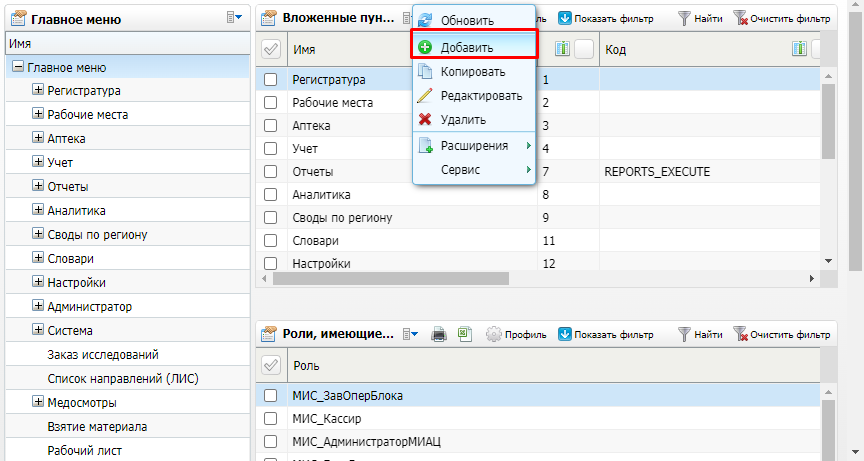 Главное меню
Имя
Главное меню
Регистратура
Рабочие места
Аптека
Учет
Отчеты
Аналитика
Своды по региону
Словари
Настройки
Администратор
Система
Заказ исследований
Список направлений (ЛИС)
Медосмотры
Взятие материала
Рабочий лист
Вложенные пун...
Показать фильтр
Найти
Очистить фильтр
Имя
Код
Регистратура 1
Рабочие места 2
Аптека 3
Учет 4
Отчеты 7 REPORTS_EXECUTE
Аналитика 8
Своды по региону 9
Словари 11
Настройки 12
Обновить
Добавить
Копировать
Редактировать
Удалить
Расширения
Сервис
Роли, имеющие...
Профиль
Показать фильтр
Найти
Очистить фильтр
Роль
МИС_ЗавОперБлока
МИС_Кассир
МИС_АдминистраторМИАЦ